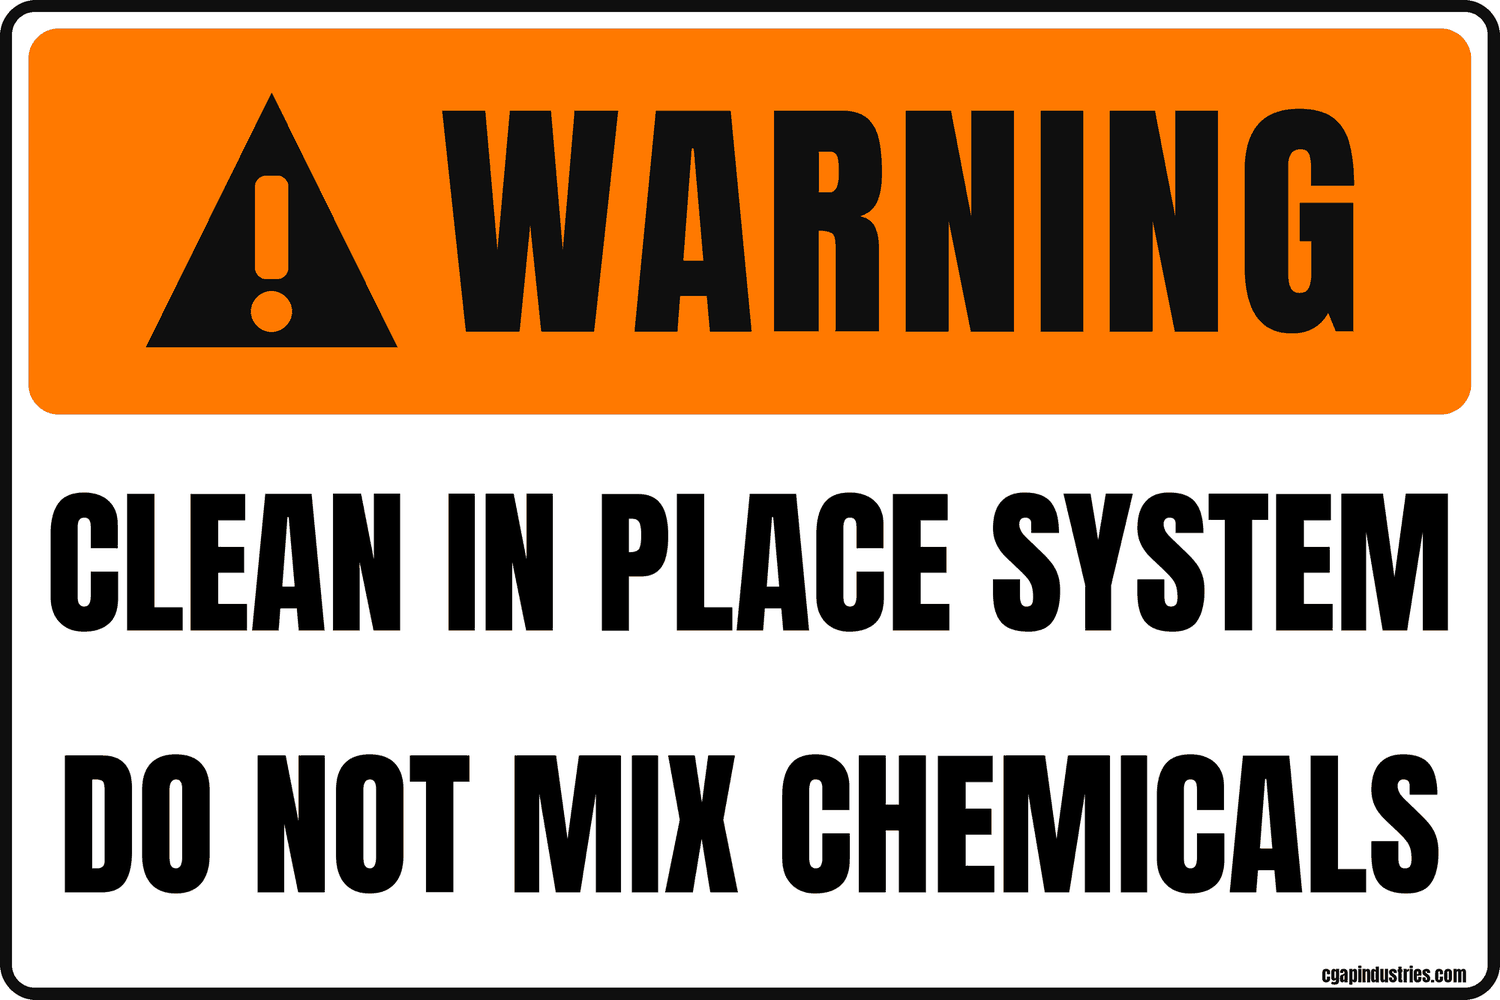 WARNING
CLEAN IN PLACE SYSTEM
DO NOT MIX CHEMICALS
cgapindustries.com